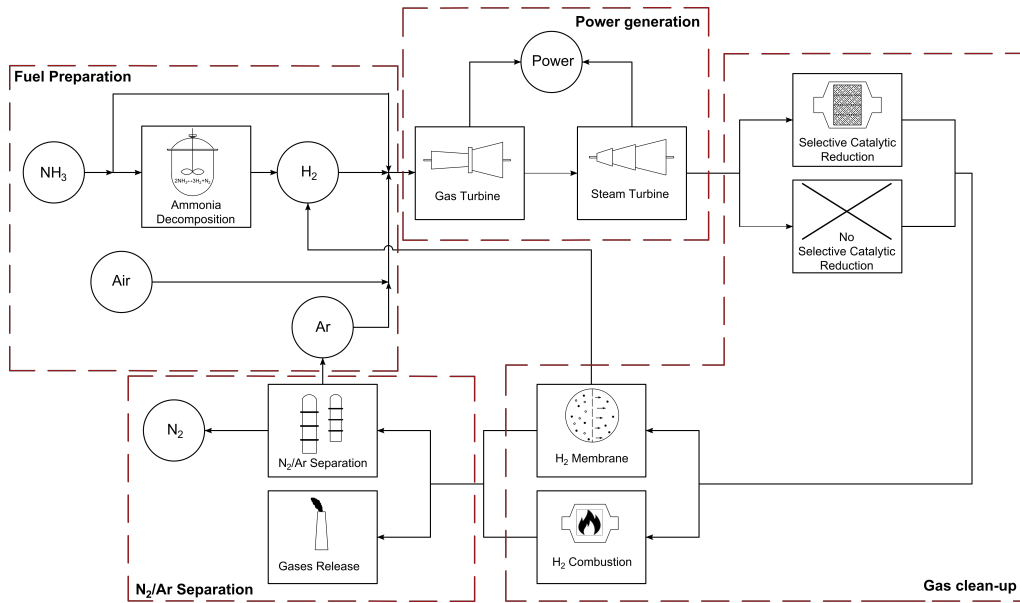 Power generation
Fuel Preparation
Power
NH₃
2NH₃↔3H₂+N₂
Ammonia
Decomposition
H₂
Gas Turbine
Steam Turbine
Selective Catalytic
Reduction
No
Selective Catalytic
Reduction
Air
Ar
N₂
N₂/Ar Separation
H₂ Membrane
Gases Release
H₂ Combustion
N₂/Ar Separation
Gas clean-up